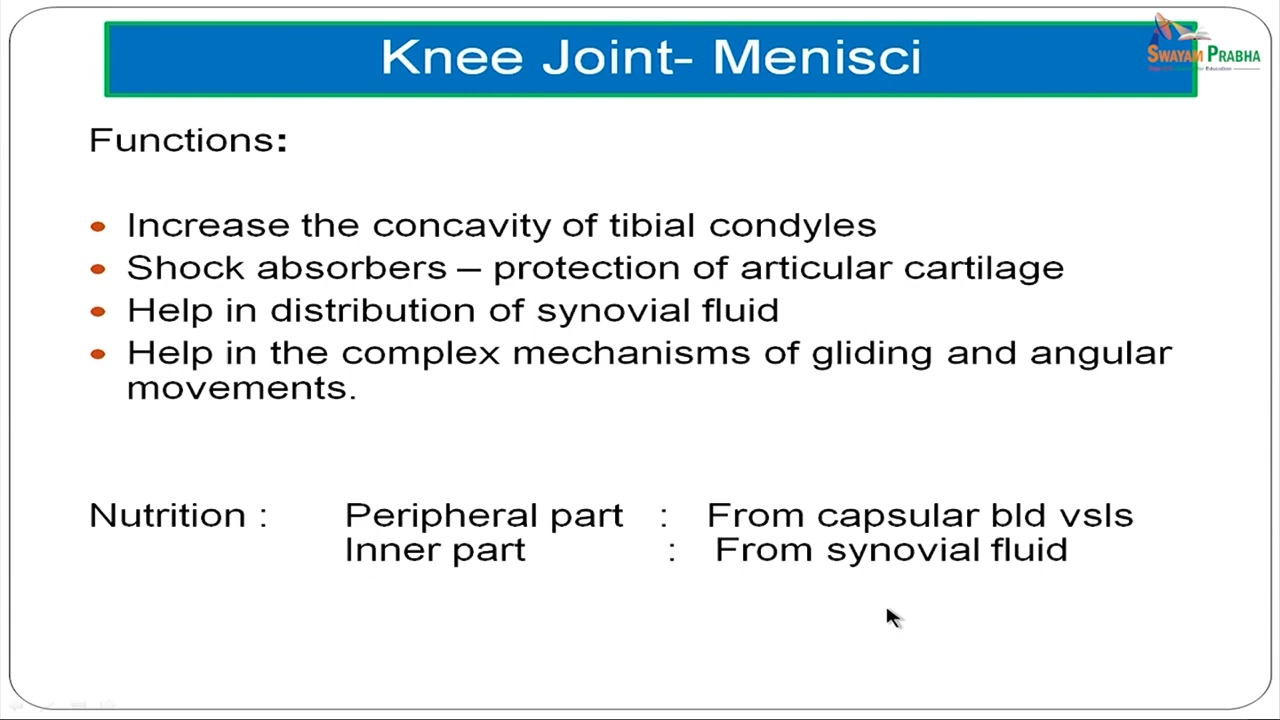 Knee Joint- Menisci
SWAYAM PRABHA
Functions:
• Increase the concavity of tibial condyles
• Shock absorbers – protection of articular cartilage
• Help in distribution of synovial fluid
• Help in the complex mechanisms of gliding and angular
movements.
Nutrition : Peripheral part : From capsular bld vsls
Inner part : From synovial fluid